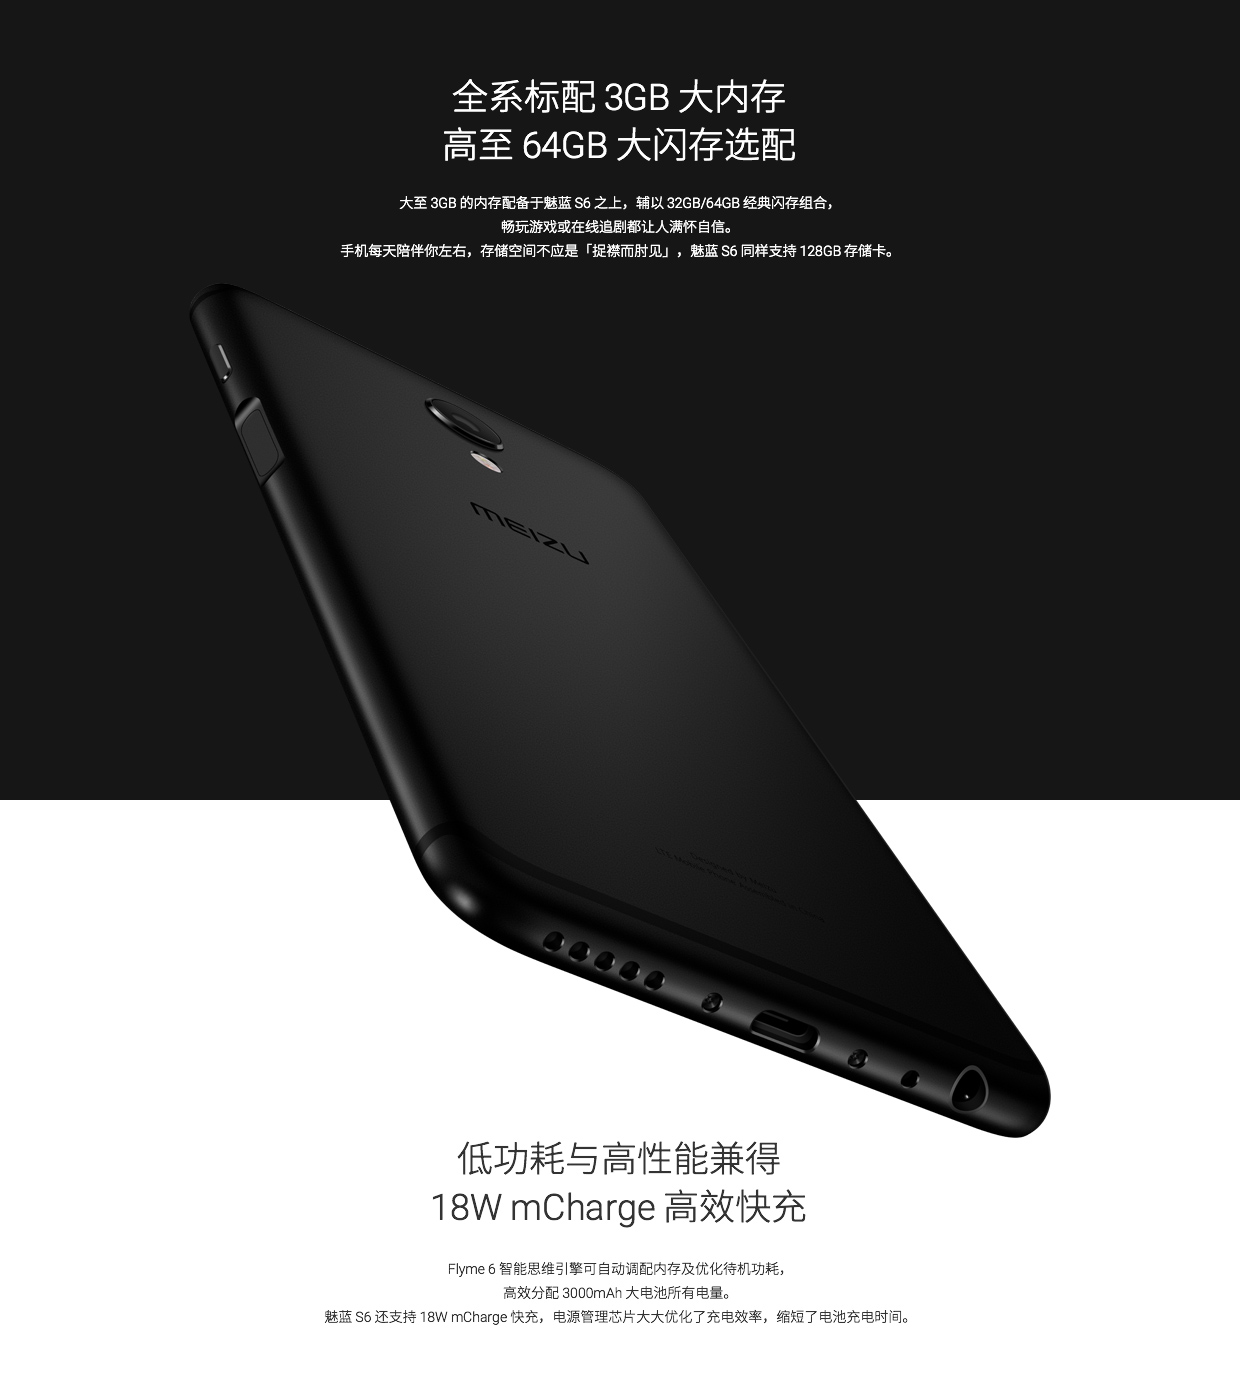 全系标配 3GB 大内存
高至 64GB 大闪存选配
大至 3GB 的内存配备于魅蓝 S6 之上，辅以 32GB/64GB 经典闪存组合，
畅玩游戏或在线追剧都让人满怀自信。
手机每天陪伴你左右，存储空间不应是「捉襟而肘见」，魅蓝 S6 同样支持 128GB 存储卡。
MEIZU
低功耗与高性能兼得
18W mCharge 高效快充
Flyme 6 智能思维引擎可自动调配内存及优化待机功耗，
高效分配 3000mAh 大电池所有电量。
魅蓝 S6 还支持 18W mCharge 快充，电源管理芯片大大优化了充电效率，缩短了电池充电时间。